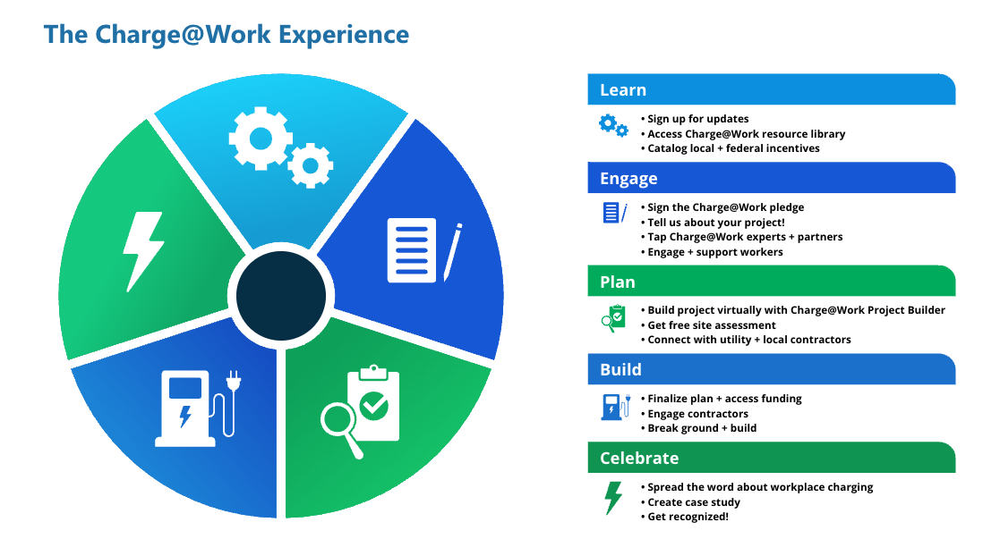 The Charge@Work Experience
Learn
• Sign up for updates
• Access Charge@Work resource library
• Catalog local + federal incentives
Engage
• Sign the Charge@Work pledge
• Tell us about your project!
• Tap Charge@Work experts + partners
• Engage + support workers
Plan
• Build project virtually with Charge@Work Project Builder
• Get free site assessment
• Connect with utility + local contractors
Build
• Finalize plan + access funding
• Engage contractors
• Break ground + build
Celebrate
• Spread the word about workplace charging
• Create case study
• Get recognized!